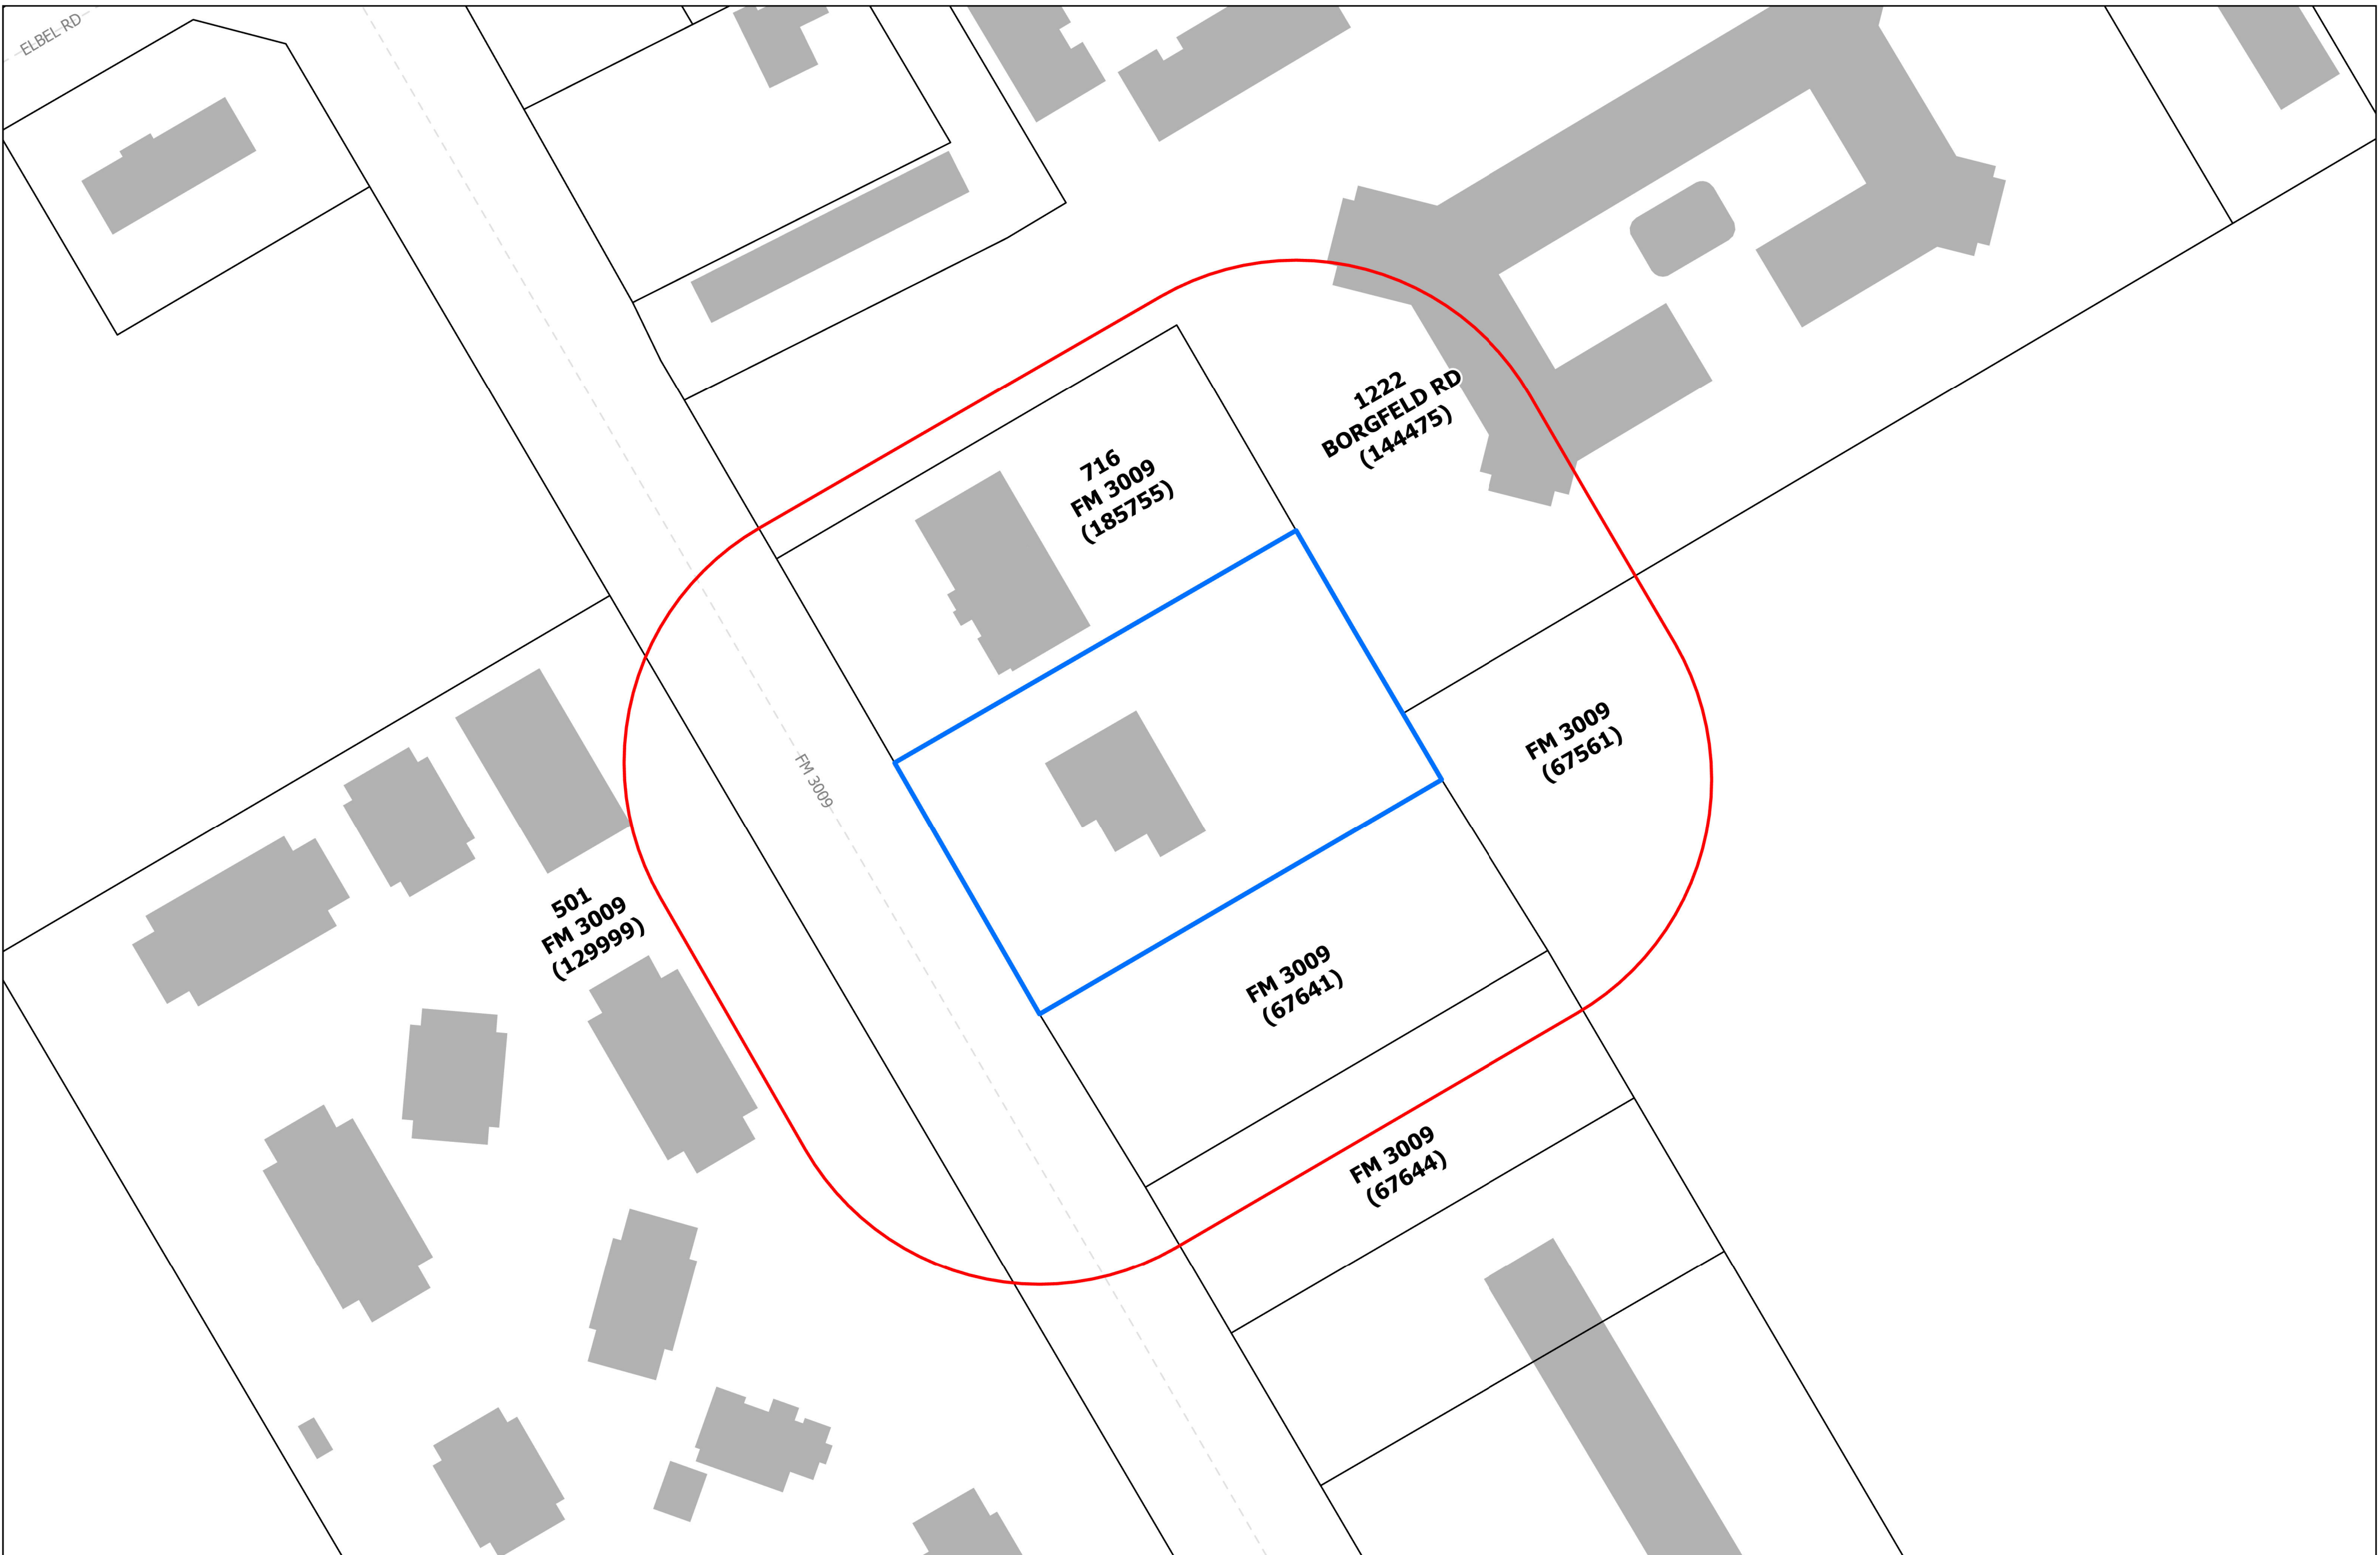 ELBEL RD
1222
BORGFELD RD
(144475)
716
FM 3009
(185755)
FM 3009
(67561)
FM 3009
501
FM 3009
(129999)
FM 3009
(67641)
FM 3009
(67644)